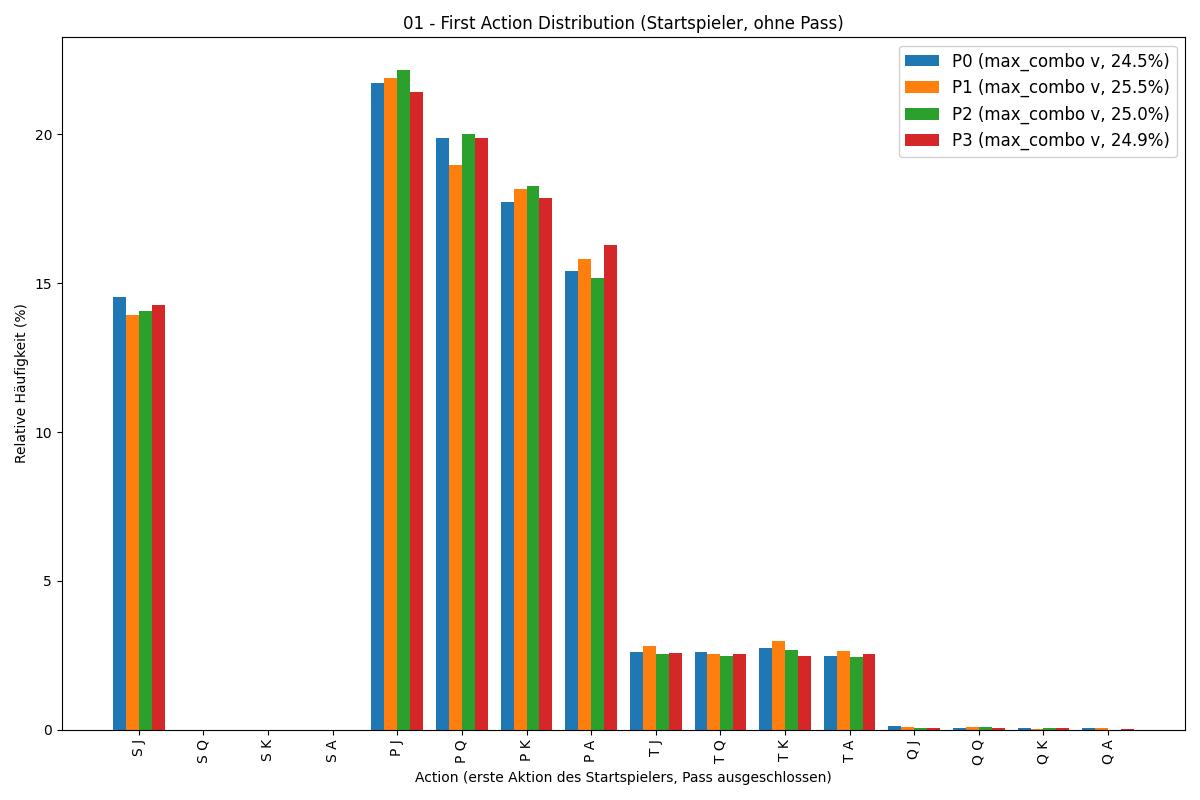 01 - First Action Distribution (Startspieler, ohne Pass)
P0 (max_combo v, 24.5%)
P1 (max_combo v, 25.5%)
P2 (max_combo v, 25.0%)
P3 (max_combo v, 24.9%)
Relative Häufigkeit (%)
20
15
10
5
0
S J
S Q
S K
S A
P J
P Q
P K
P A
T J
T Q
T K
T A
Q J
Q Q
Q K
Q A
Action (erste Aktion des Startspielers, Pass ausgeschlossen)